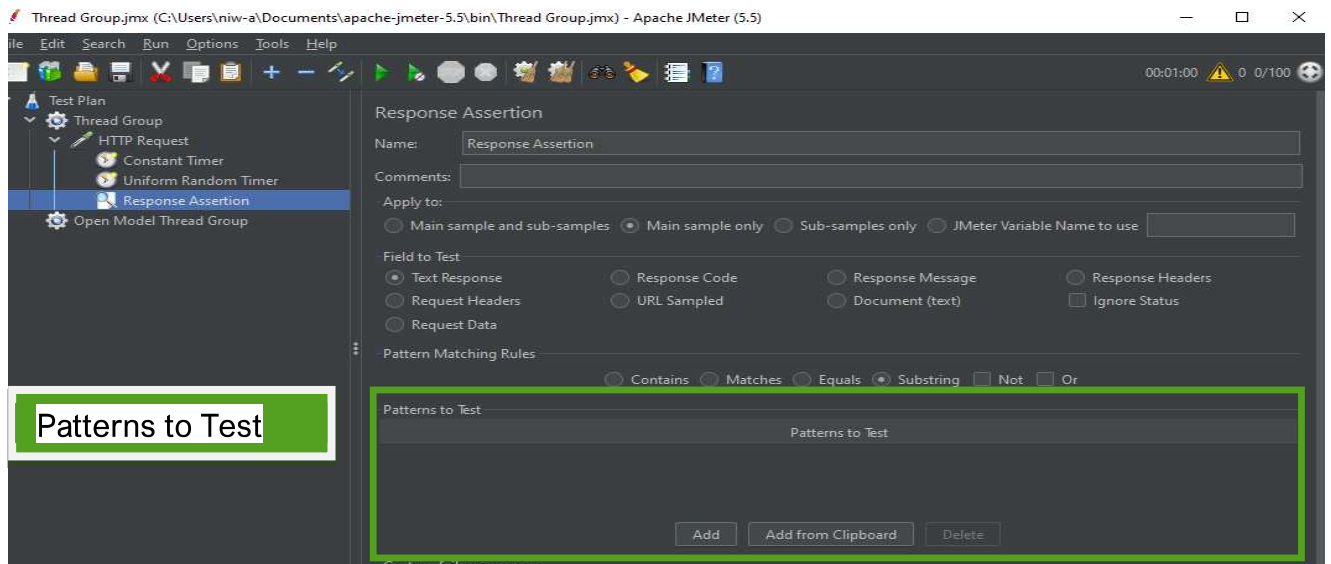 Thread Group.jmx (C:\Users\niw-a\Documents\apache-jmeter-5.5\bin\Thread Group.jmx) - Apache JMeter (5.5)
ile Edit Search Run Options Tools Help
00:01:00 0 0/100
Test Plan
Thread Group
HTTP Request
Constant Timer
Uniform Random Timer
Response Assertion
Open Model Thread Group
Response Assertion
Name: Response Assertion
Comments:
Apply to:
Main sample and sub-samples Main sample only Sub-samples only JMeter Variable Name to use
Field to Test
Text Response Response Code Response Message Response Headers
Request Headers URL Sampled Document (text) Ignore Status
Request Data
Pattern Matching Rules
Contains Matches Equals Substring Not Or
Patterns to Test
Patterns to Test
Patterns to Test
Add Add from Clipboard Delete